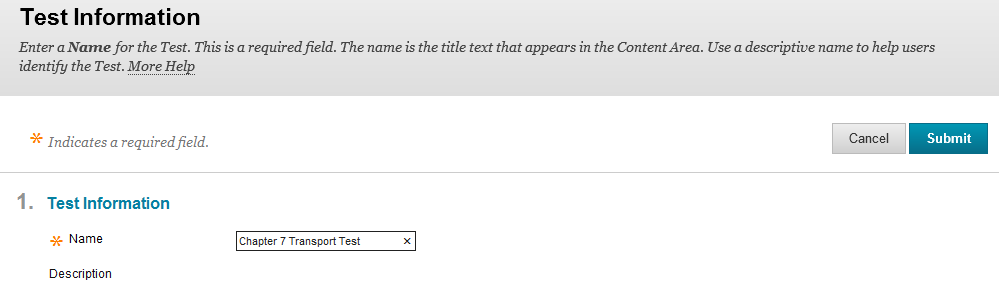 Test Information
Enter a Name for the Test. This is a required field. The name is the title text that appears in the Content Area. Use a descriptive name to help users
identify the Test. More Help
Indicates a required field.
Cancel
Submit
1. Test Information
Name
Chapter 7 Transport Test
Description